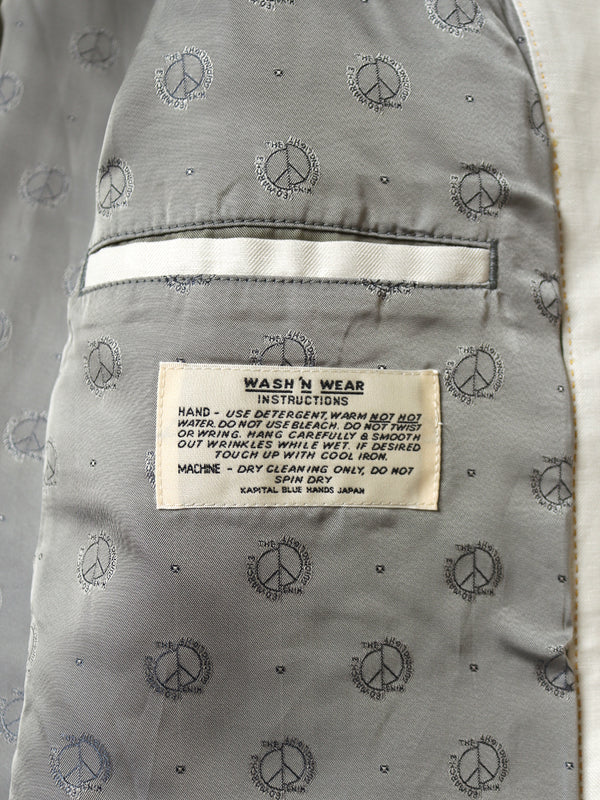 WASH 'N WEAR
INSTRUCTIONS
HAND - USE DETERGENT, WARM NOT HOT
WATER. DO NOT USE BLEACH. DO NOT TWIST
OR WRING. HANG CAREFULLY & SMOOTH
OUT WRINKLES WHILE WET. IF DESIRED
TOUCH UP WITH COOL IRON.
MACHINE - DRY CLEANING ONLY, DO NOT
SPIN DRY
KAPITAL BLUE HANDS JAPAN